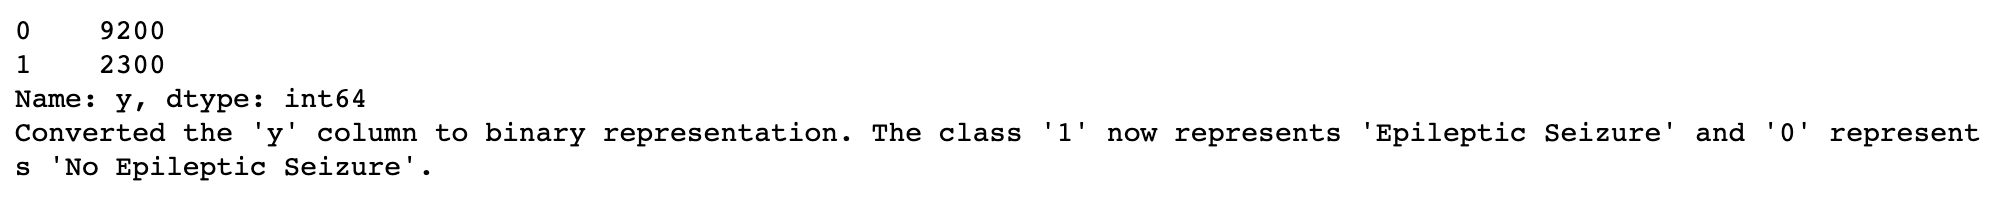 0    9200
1    2300
Name: y, dtype: int64
Converted the 'y' column to binary representation. The class '1' now represents 'Epileptic Seizure' and '0' represent
s 'No Epileptic Seizure'.